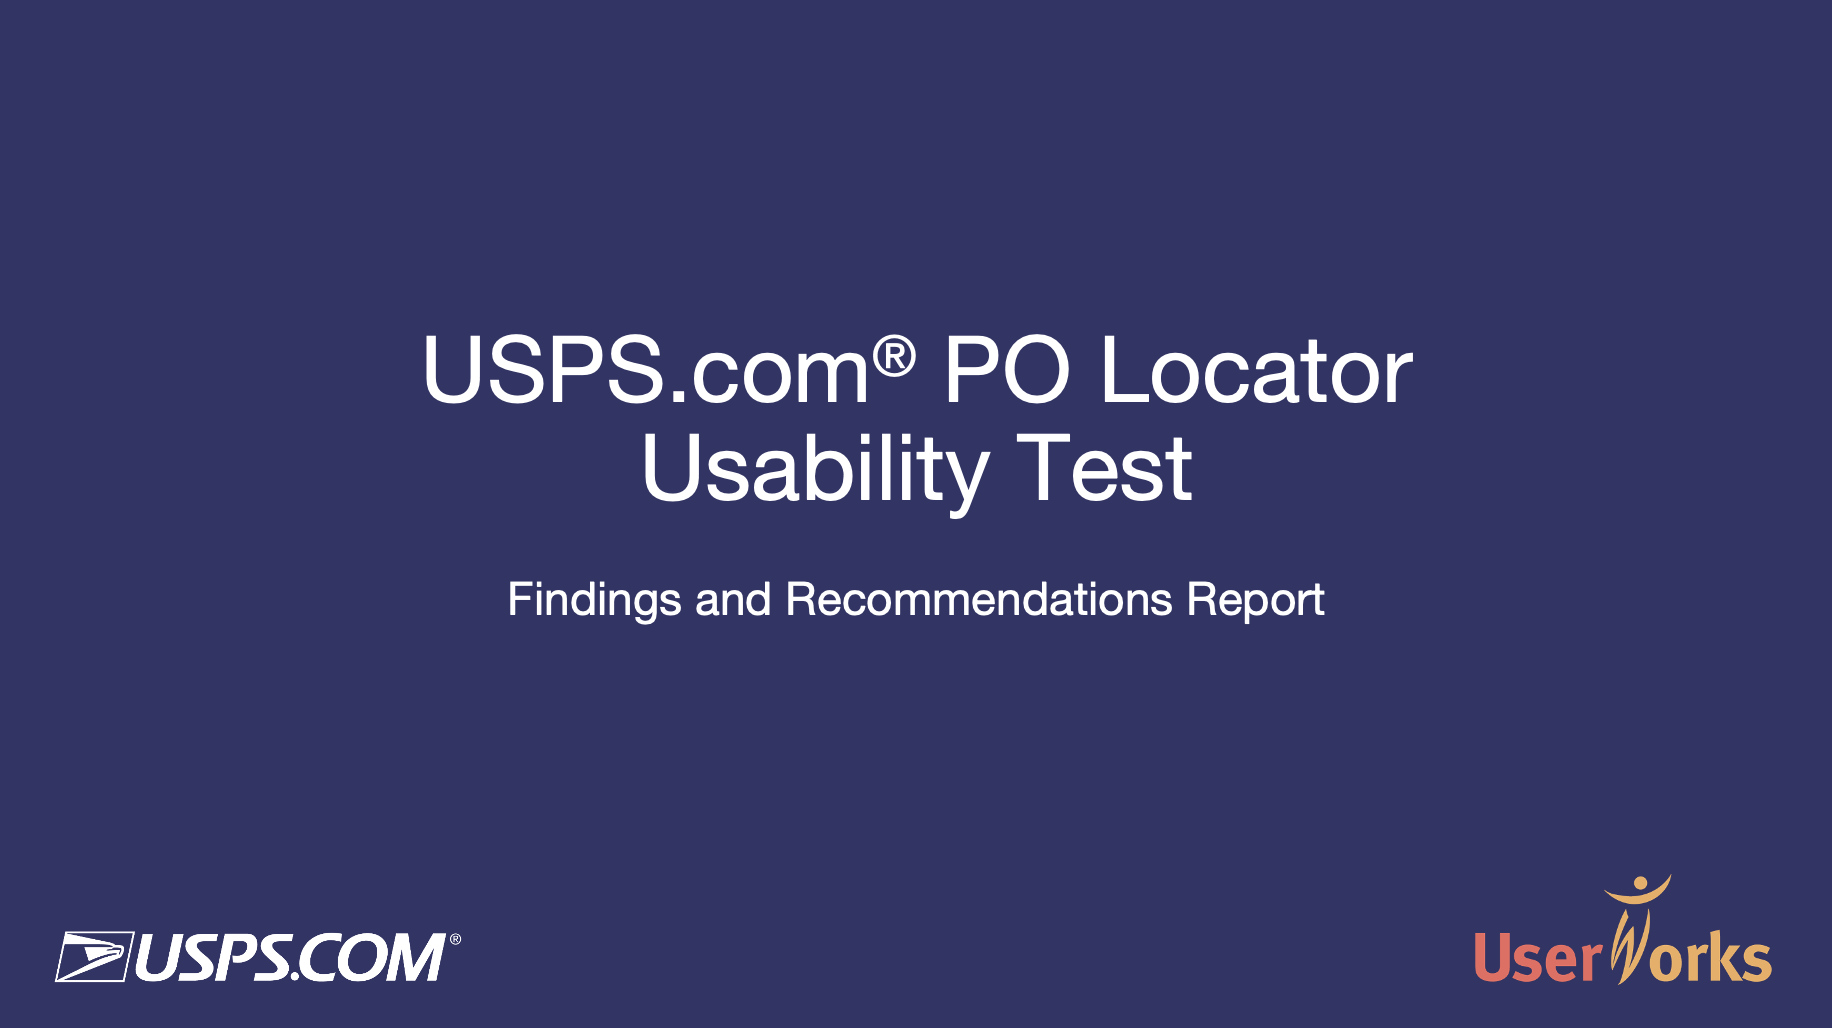 USPS.com® PO Locator
Usability Test
Findings and Recommendations Report
USPS.COM®
UserWorks